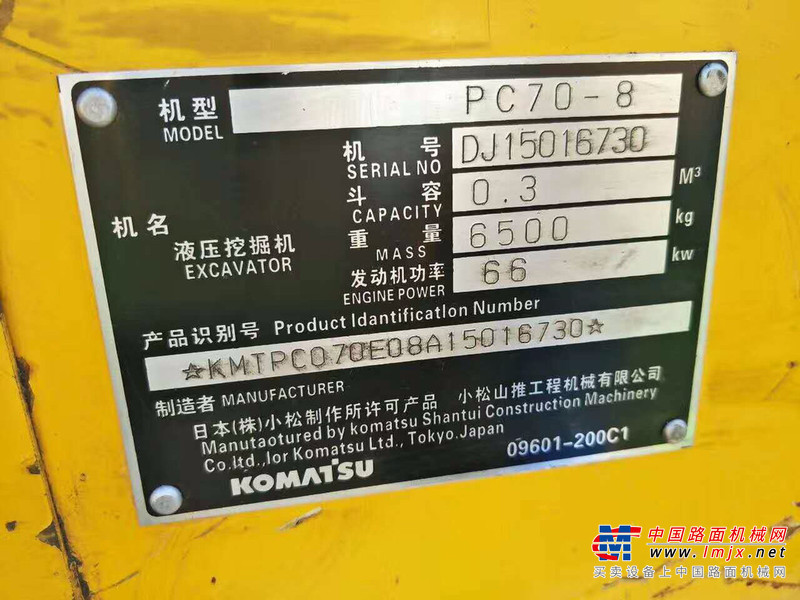 机型 PC70-8
MODEL
机号 DJ15016730
SERIAL NO
斗容 0.3 M³
CAPACITY
机名
液压挖掘机
EXCAVATOR
重量 6500 kg
MASS
发动机功率 66 kw
ENGINE POWER
产品识别号 Product Idantification Number
☆KMTPC070E08A15016730☆
制造者 MANUFACTURER
日本(株)小松制作所许可产品 小松山推工程机械有限公司
Manutaotured by komatsu Shantui Construction Machinery
Co.ltd.,lor Komatsu Ltd., Tokyo.Japan
09601-200C1
KOMATSU
中国路面机械网
www.lmjx.net
买卖设备上中国路面机械网